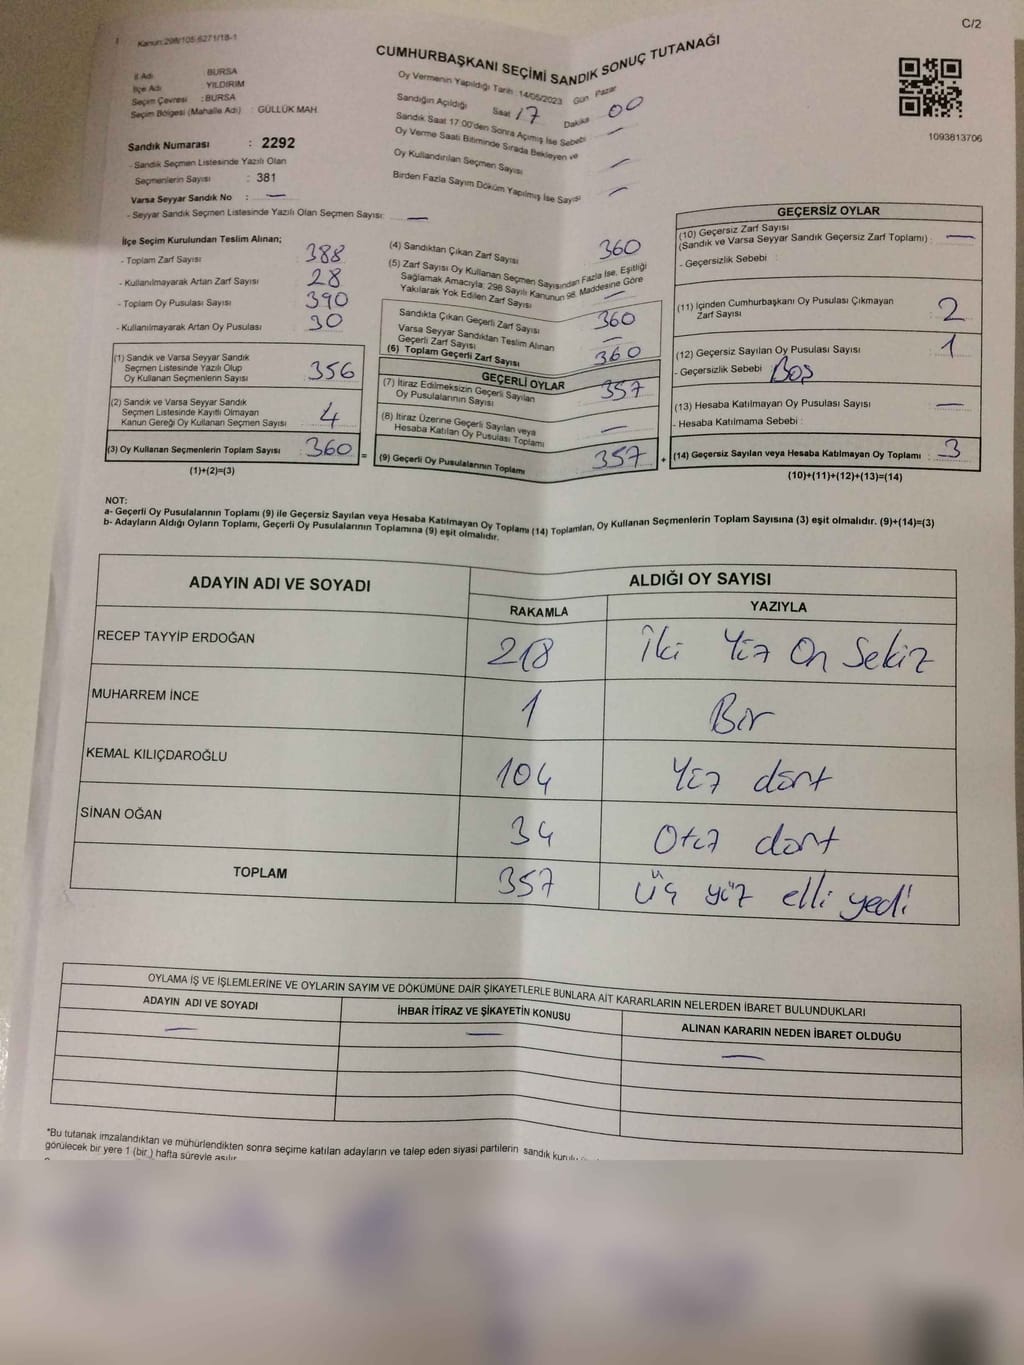 C/2
Kanun:298/105,6271/18-1
CUMHURBAŞKANI SEÇİMİ SANDIK SONUÇ TUTANAĞI
İl Adı : BURSA
İlçe Adı : YILDIRIM
Seçim Çevresi : BURSA
Seçim Bölgesi (Mahalle Adı) : GÜLLÜK MAH.
Sandık Numarası : 2292
- Sandık Seçmen Listesinde Yazılı Olan
Seçmenlerin Sayısı : 381
Varsa Seyyar Sandık No : —
- Seyyar Sandık Seçmen Listesinde Yazılı Olan Seçmen Sayısı: —
Oy Vermenin Yapıldığı Tarih :14/05/2023 Gün Pazar
Sandığın Açıldığı Saat 17 Dakika 00
Sandık Saat 17.00'den Sonra Açımış İse Sebebi —
Oy Verme Saati Bitiminde Sırada Bekleyen ve
Oy Kullandırılan Seçmen Sayısı —
Birden Fazla Sayım Döküm Yapılmış İse Sayısı —
1093813706
İlçe Seçim Kurulundan Teslim Alınan;
- Toplam Zarf Sayısı : 388
- Kullanılmayarak Artan Zarf Sayısı : 28
- Toplam Oy Pusulası Sayısı : 390
- Kullanılmayarak Artan Oy Pusulası : 30
(1) Sandık ve Varsa Seyyar Sandık
Seçmen Listesinde Yazılı Olup
Oy Kullanan Seçmenlerin Sayısı : 356
(2) Sandık ve Varsa Seyyar Sandık
Seçmen Listesinde Kayıtlı Olmayan
Kanun Gereği Oy Kullanan Seçmen Sayısı : 4
(3) Oy Kullanan Seçmenlerin Toplam Sayısı : 360
(1)+(2)=(3)
(4) Sandıktan Çıkan Zarf Sayısı 360
(5) Zarf Sayısı Oy Kullanan Seçmen Sayısından Fazla İse, Eşitliği
Sağlamak Amacıyla; 298 Sayılı Kanunun 98. Maddesine Göre
Yakılarak Yok Edilen Zarf Sayısı —
Sandıkta Çıkan Geçerli Zarf Sayısı 360
Varsa Seyyar Sandıktan Teslim Alınan
Geçerli Zarf Sayısı —
(6) Toplam Geçerli Zarf Sayısı 360
GEÇERLİ OYLAR
(7) İtiraz Edilmeksizin Geçerli Sayılan
Oy Pusulalarının Sayısı 357
(8) İtiraz Üzerine Geçerli Sayılan veya
Hesaba Katılan Oy Pusulası Toplamı —
= (9) Geçerli Oy Pusulalarının Toplamı 357 +
GEÇERSİZ OYLAR
(10) Geçersiz Zarf Sayısı
(Sandık ve Varsa Seyyar Sandık Geçersiz Zarf Toplamı) : —
- Geçersizlik Sebebi :
(11) İçinden Cumhurbaşkanı Oy Pusulası Çıkmayan
Zarf Sayısı : 2
(12) Geçersiz Sayılan Oy Pusulası Sayısı : 1
- Geçersizlik Sebebi : Boş
(13) Hesaba Katılmayan Oy Pusulası Sayısı : —
- Hesaba Katılmama Sebebi :
(14) Geçersiz Sayılan veya Hesaba Katılmayan Oy Toplamı : 3
(10)+(11)+(12)+(13)=(14)
NOT:
a- Geçerli Oy Pusulalarının Toplamı (9) ile Geçersiz Sayılan veya Hesaba Katılmayan Oy Toplamı (14) Toplamları, Oy Kullanan Seçmenlerin Toplam Sayısına (3) eşit olmalıdır. (9)+(14)=(3)
b- Adayların Aldığı Oyların Toplamı, Geçerli Oy Pusulalarının Toplamına (9) eşit olmalıdır.
ADAYIN ADI VE SOYADI ALDIĞI OY SAYISI
RAKAMLA YAZIYLA
RECEP TAYYİP ERDOĞAN 218 İki Yüz On Sekiz
MUHARREM İNCE 1 Bir
KEMAL KILIÇDAROĞLU 104 Yüz dört
SİNAN OĞAN 34 Otuz dört
TOPLAM 357 üç yüz elli yedi
OYLAMA İŞ VE İŞLEMLERİNE VE OYLARIN SAYIM VE DÖKÜMÜNE DAİR ŞİKAYETLERLE BUNLARA AİT KARARLARIN NELERDEN İBARET BULUNDUKLARI
ADAYIN ADI VE SOYADI İHBAR İTİRAZ VE ŞİKAYETİN KONUSU ALINAN KARARIN NEDEN İBARET OLDUĞU
— — —
*Bu tutanak imzalandıktan ve mühürlendikten sonra seçime katılan adayların ve talep eden siyasi partilerin sandık
görülecek bir yere 1 (bir ) hafta süreyle asılır